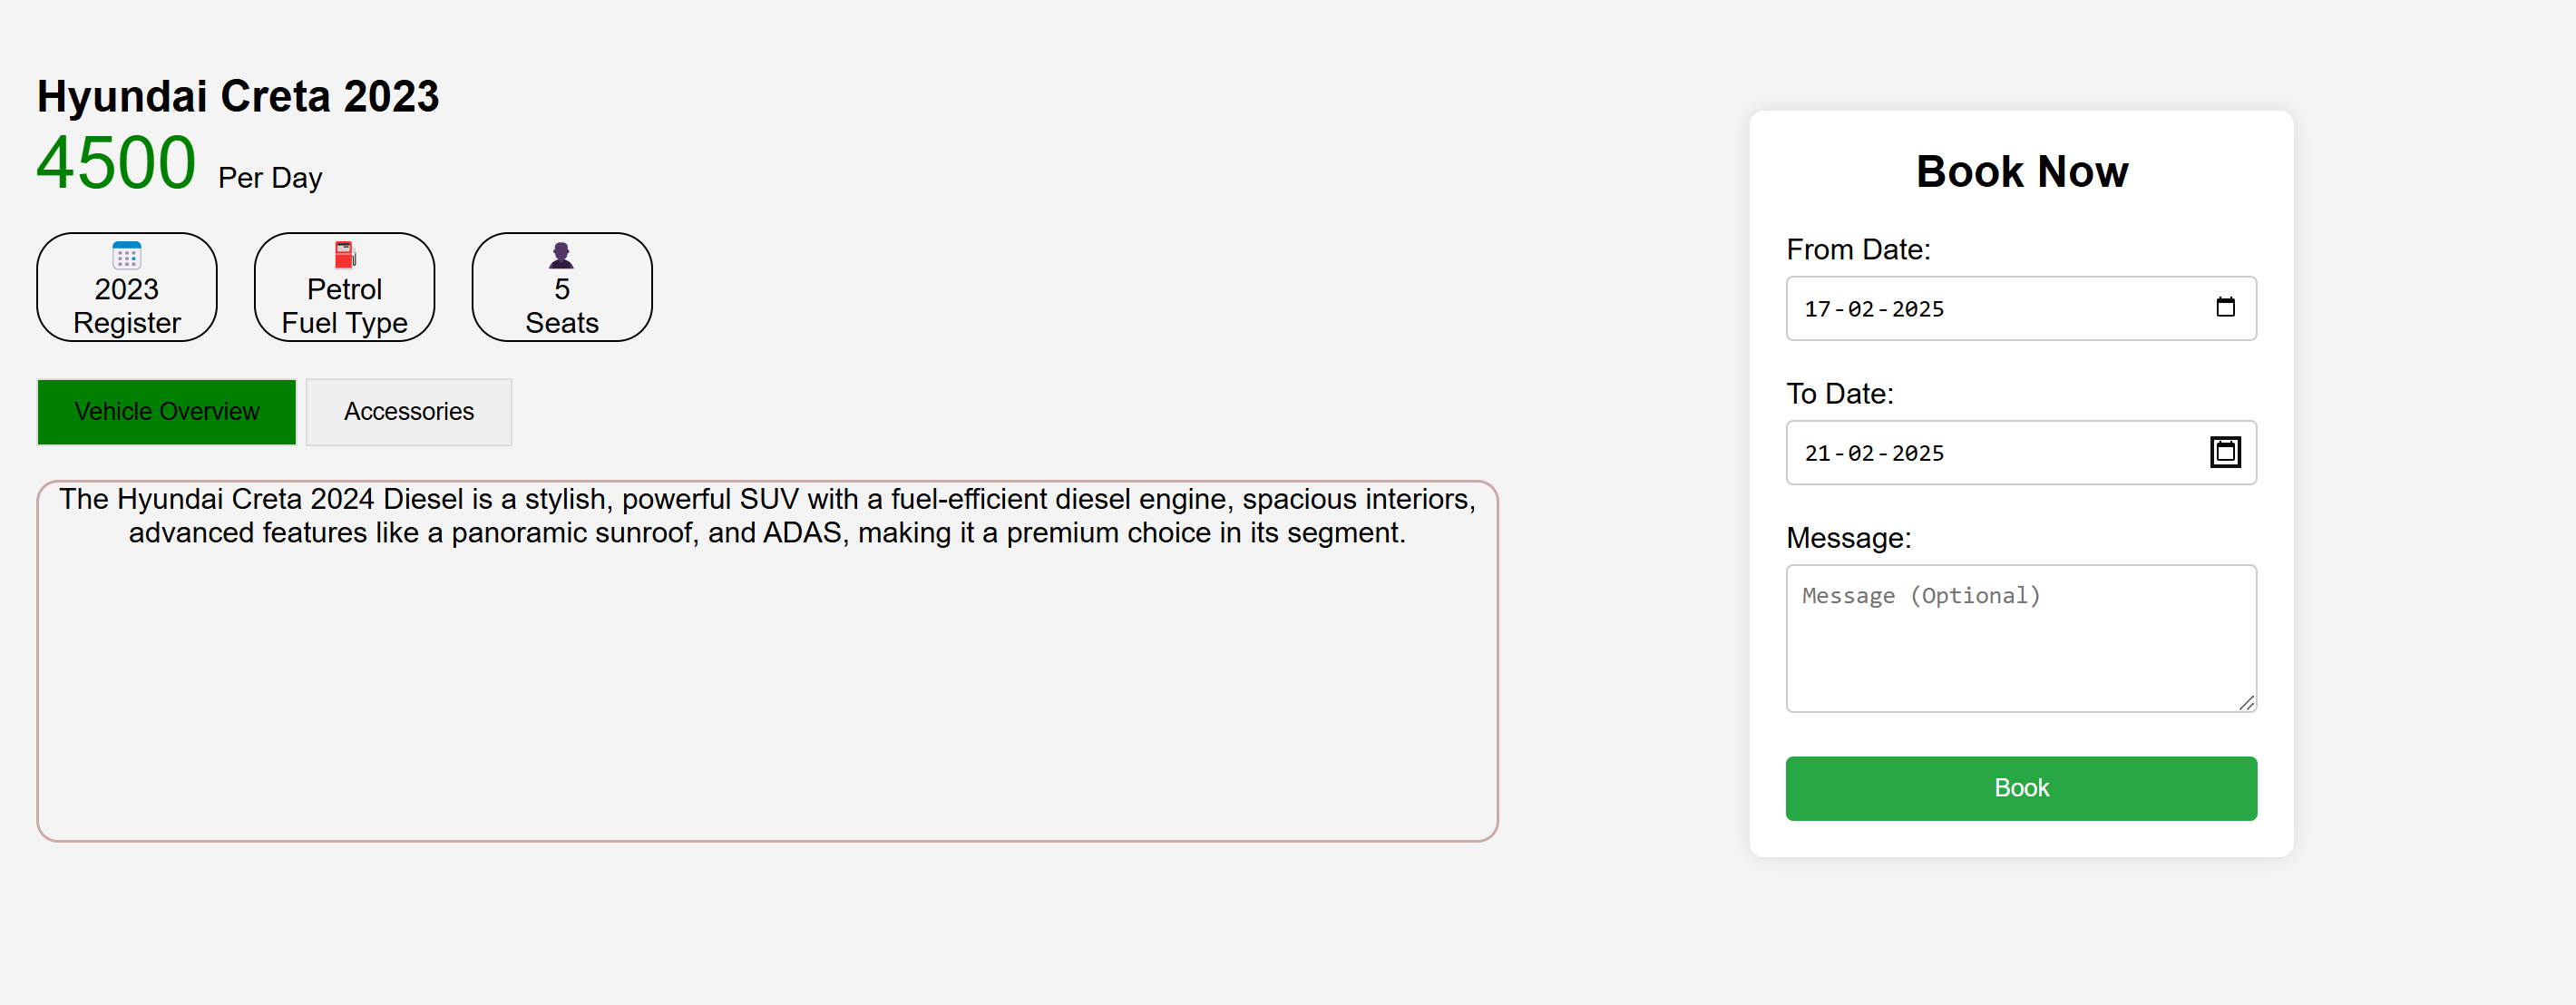 Hyundai Creta 2023
4500 Per Day
2023
Register
Petrol
Fuel Type
5
Seats
Vehicle Overview
Accessories
The Hyundai Creta 2024 Diesel is a stylish, powerful SUV with a fuel-efficient diesel engine, spacious interiors,
advanced features like a panoramic sunroof, and ADAS, making it a premium choice in its segment.
Book Now
From Date:
17-02-2025
To Date:
21-02-2025
Message:
Message (Optional)
Book